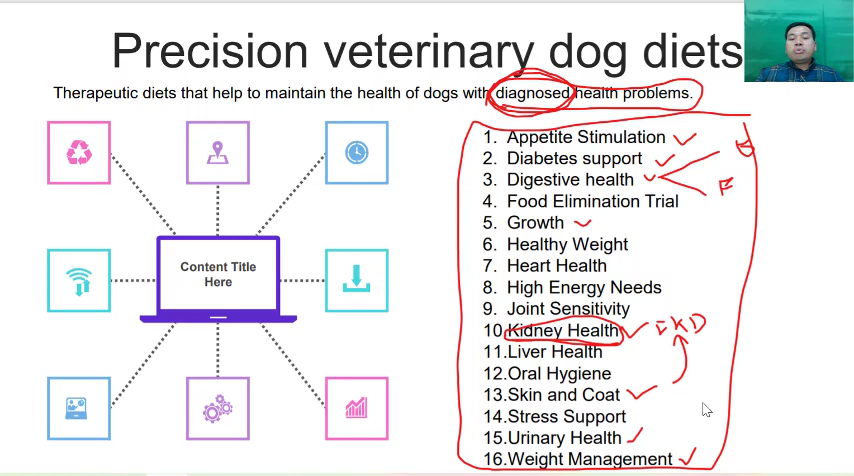 Precision veterinary dog diets
Therapeutic diets that help to maintain the health of dogs with diagnosed health problems.
Content Title
Here
1. Appetite Stimulation
2. Diabetes support
3. Digestive health
4. Food Elimination Trial
5. Growth
6. Healthy Weight
7. Heart Health
8. High Energy Needs
9. Joint Sensitivity
10.Kidney Health
11.Liver Health
12.Oral Hygiene
13.Skin and Coat
14.Stress Support
15.Urinary Health
16.Weight Management